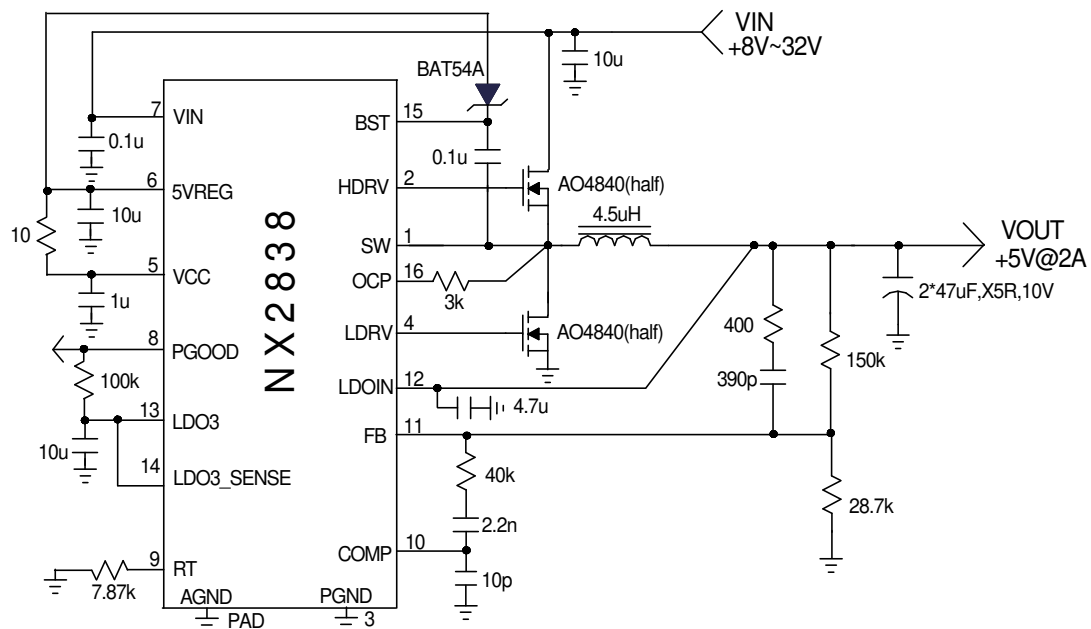 VIN
+8V~32V
10u
BAT54A
7
VIN
0.1u
15
BST
0.1u
6
5VREG
10u
2
HDRV
AO4840(half)
4.5uH
10
1
SW
VOUT
+5V@2A
5
VCC
1u
16
OCP
3k
2*47uF,X5R,10V
NX2838
4
LDRV
AO4840(half)
400
150k
8
PGOOD
100k
12
LDOIN
4.7u
390p
13
LDO3
10u
11
FB
14
LDO3_SENSE
40k
28.7k
2.2n
10
COMP
10p
9
RT
7.87k
AGND
PAD
PGND
3